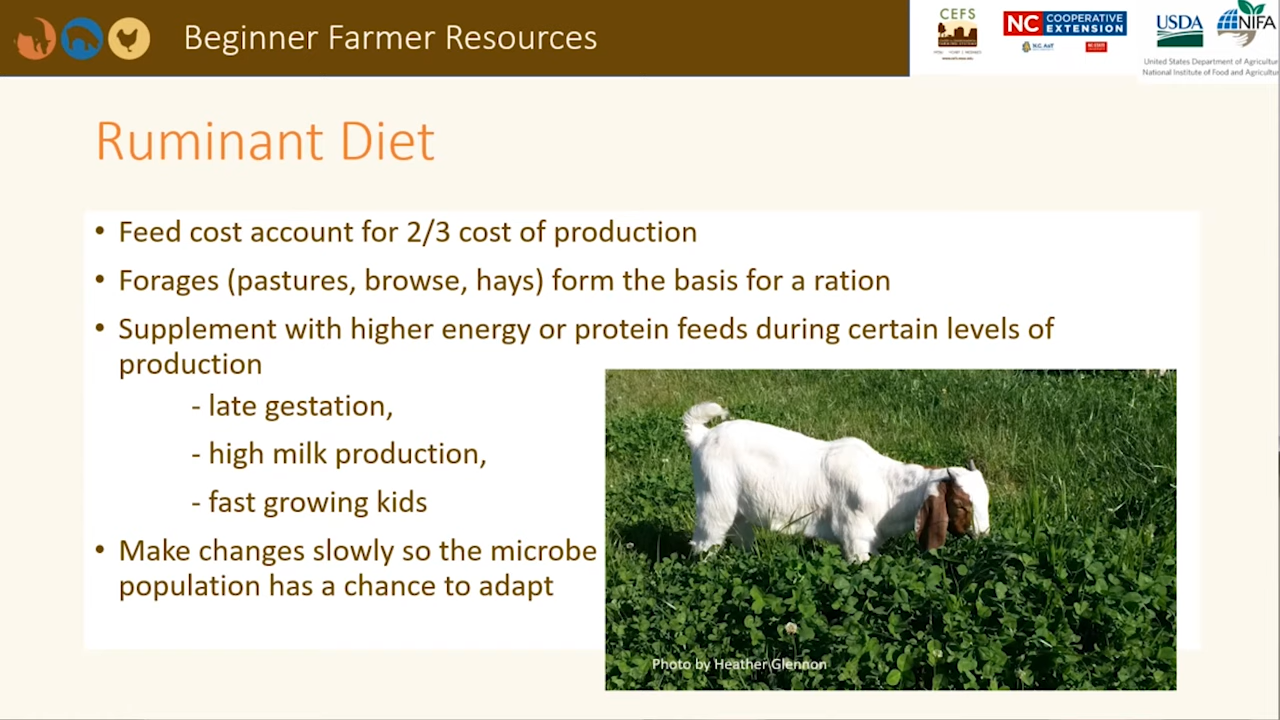 Beginner Farmer Resources
CEFS
NC COOPERATIVE
EXTENSION
USDA
NIFA
United States Department of Agricultur
National Institute of Food and Agricultu
Ruminant Diet
• Feed cost account for 2/3 cost of production
• Forages (pastures, browse, hays) form the basis for a ration
• Supplement with higher energy or protein feeds during certain levels of
production
- late gestation,
- high milk production,
- fast growing kids
• Make changes slowly so the microbe
population has a chance to adapt
Photo by Heather Glennon